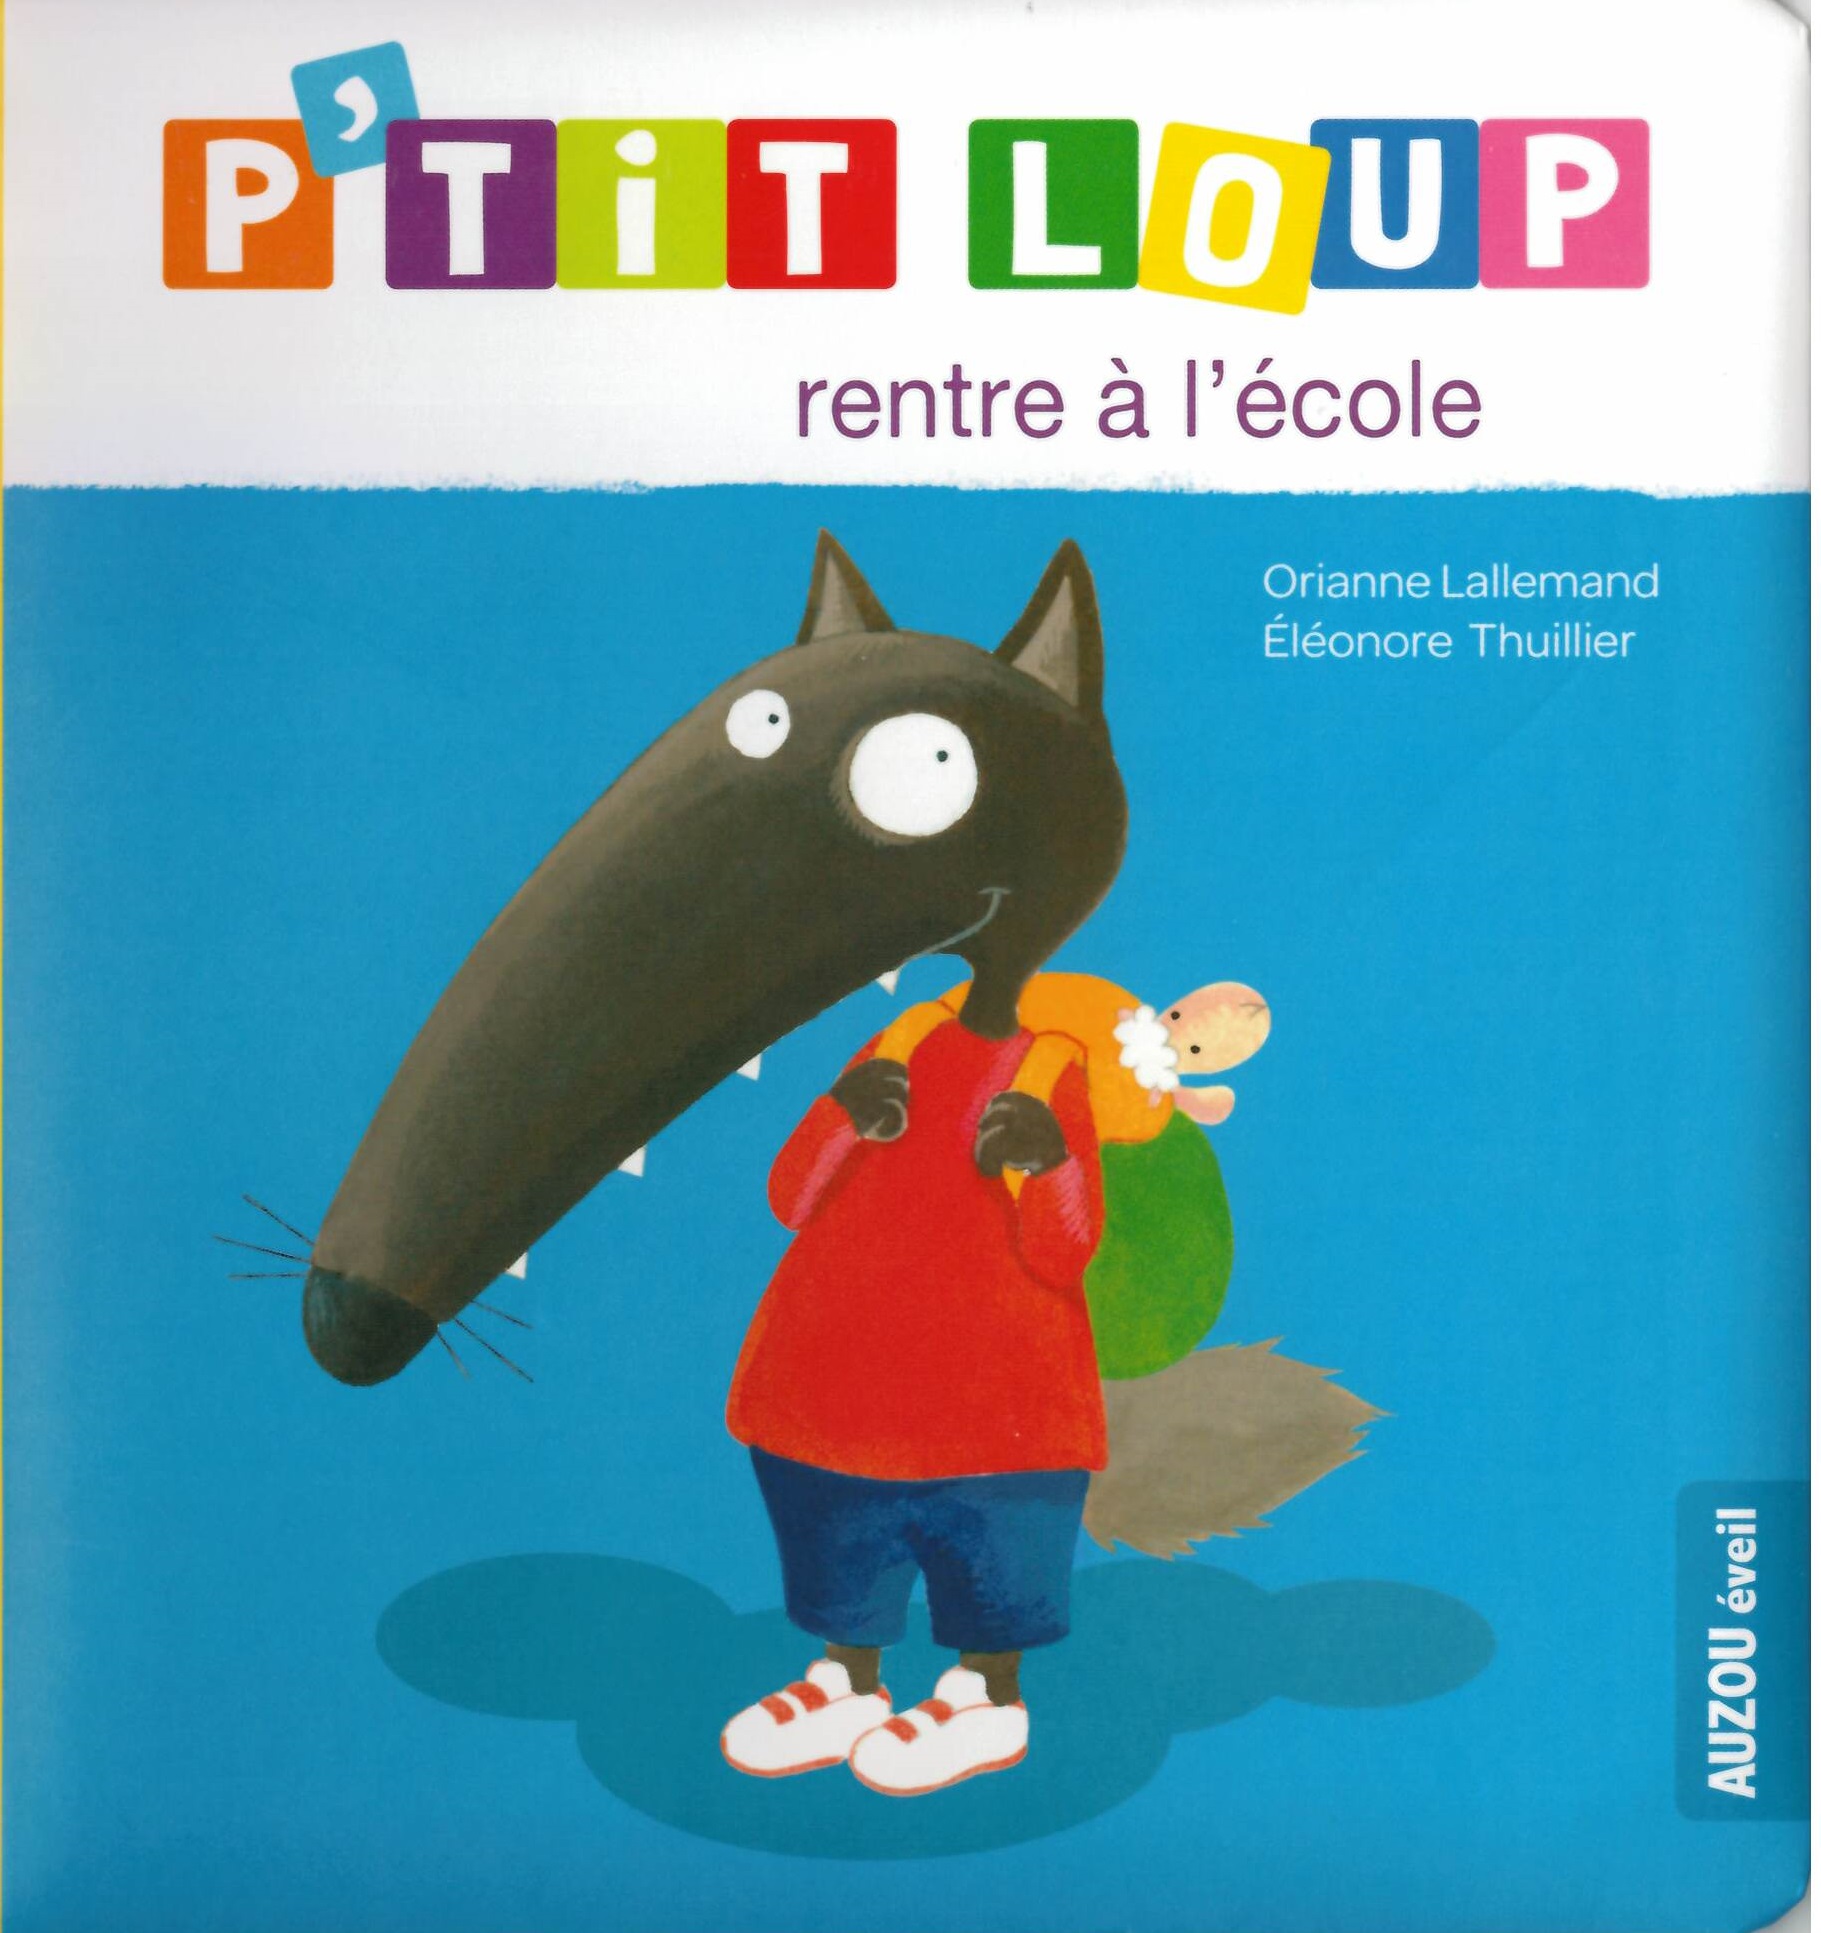 P'TiT LOUP
rentre à l'école
Orianne Lallemand
Éléonore Thuillier
AUZOU éveil